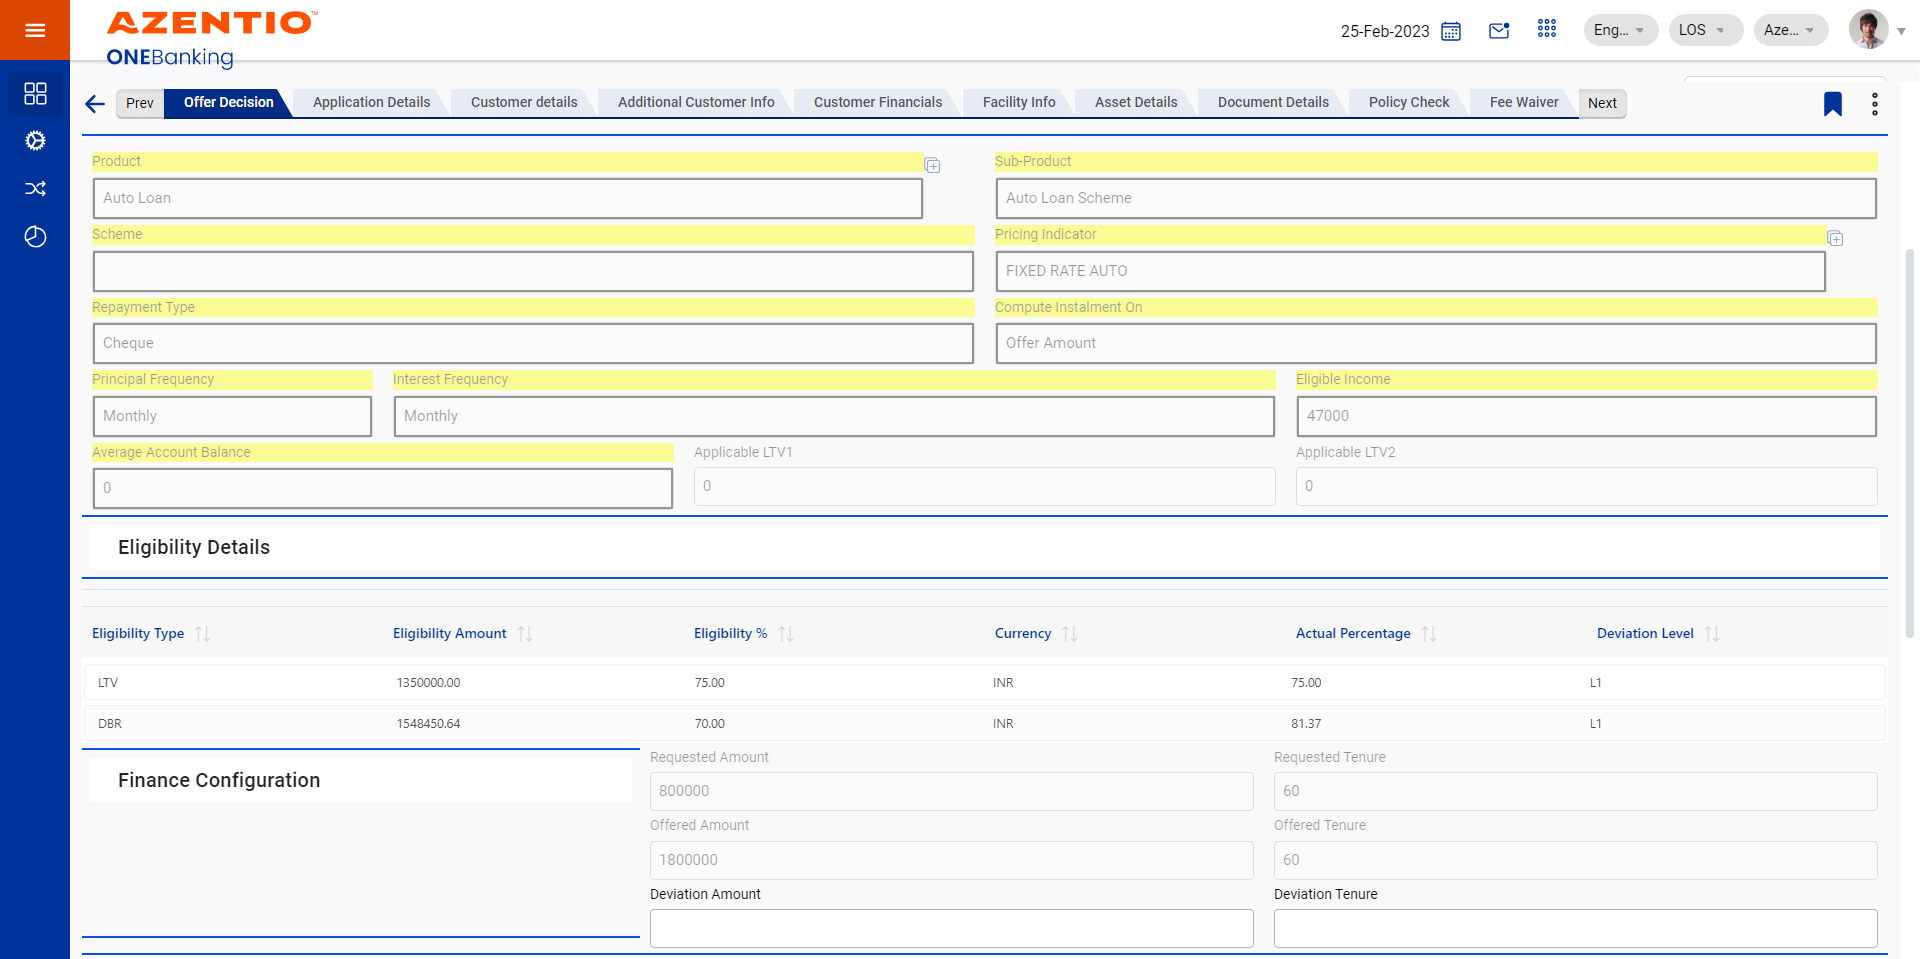 AZENTIO™
ONEBanking
25-Feb-2023
Eng...
LOS
Aze...
Prev
Offer Decision
Application Details
Customer details
Additional Customer Info
Customer Financials
Facility Info
Asset Details
Document Details
Policy Check
Fee Waiver
Next
Product
Sub-Product
Auto Loan
Auto Loan Scheme
Scheme
Pricing Indicator
FIXED RATE AUTO
Repayment Type
Compute Instalment On
Cheque
Offer Amount
Principal Frequency
Interest Frequency
Eligible Income
Monthly
Monthly
47000
Average Account Balance
Applicable LTV1
Applicable LTV2
0
0
0
Eligibility Details
Eligibility Type
Eligibility Amount
Eligibility %
Currency
Actual Percentage
Deviation Level
LTV
1350000.00
75.00
INR
75.00
L1
DBR
1548450.64
70.00
INR
81.37
L1
Finance Configuration
Requested Amount
Requested Tenure
800000
60
Offered Amount
Offered Tenure
1800000
60
Deviation Amount
Deviation Tenure